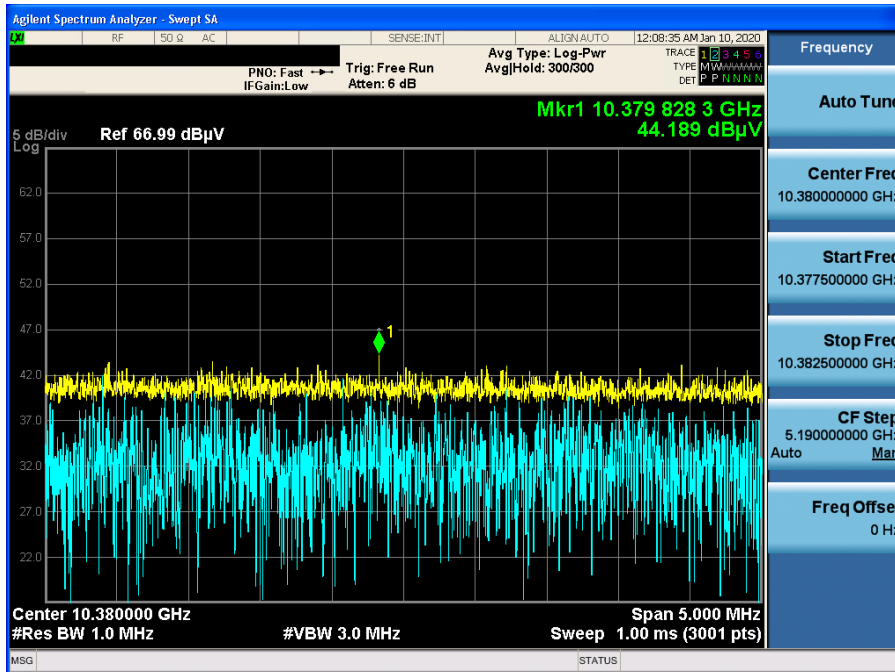 Agilent Spectrum Analyzer - Swept SA
LXI RF 50 Ω AC SENSE:INT ALIGN AUTO 12:08:35 AM Jan 10, 2020
PNO: Fast Trig: Free Run Avg Type: Log-Pwr TRACE 1 2 3 4 5 6
IFGain:Low Atten: 6 dB Avg|Hold: 300/300 TYPE M W W W W W
DET P P N N N N
Mkr1 10.379 828 3 GHz
44.189 dBµV
5 dB/div Ref 66.99 dBµV
Log
62.0
57.0
52.0
47.0
1
42.0
37.0
32.0
27.0
22.0
Center 10.380000 GHz Span 5.000 MHz
#Res BW 1.0 MHz #VBW 3.0 MHz Sweep 1.00 ms (3001 pts)
MSG STATUS
Frequency
Auto Tune
Center Freq
10.380000000 GHz
Start Freq
10.377500000 GHz
Stop Freq
10.382500000 GHz
CF Step
5.190000000 GHz
Auto Man
Freq Offset
0 Hz